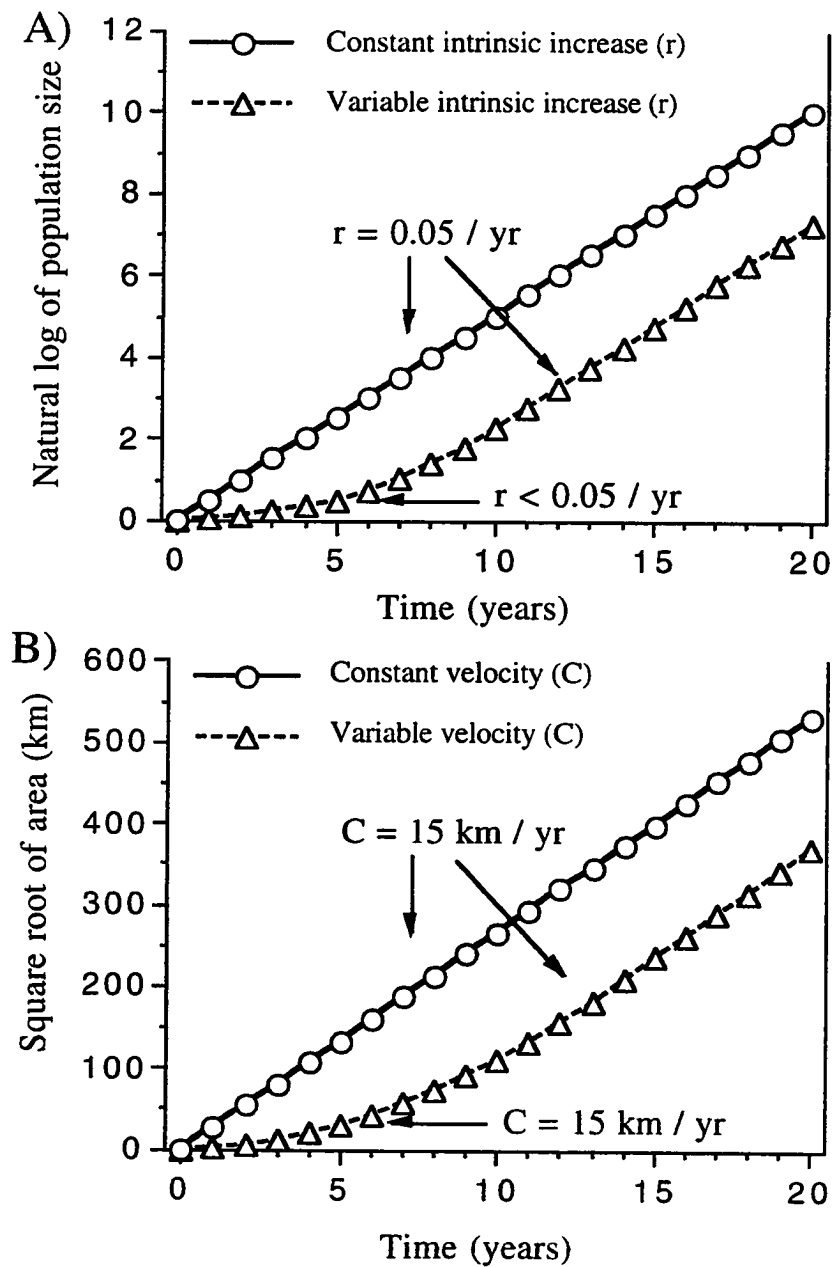 A)
Natural log of population size
12
10
8
6
4
2
0
Constant intrinsic increase (r)
Variable intrinsic increase (r)
r = 0.05 / yr
r < 0.05 / yr
0 5 10 15 20
Time (years)
B)
Square root of area (km)
600
500
400
300
200
100
0
Constant velocity (C)
Variable velocity (C)
C = 15 km / yr
C = 15 km / yr
0 5 10 15 20
Time (years)